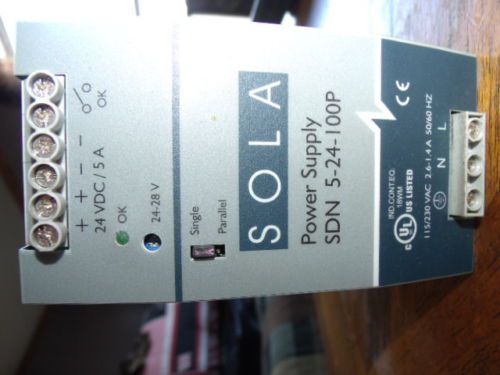 OK
+ + − −
24 VDC / 5 A
OK
24-28 V
Single
Parallel
SOLA
Power Supply
SDN 5-24-100P
CE
IND.CONT.EQ.
18WM
c UL US LISTED
115/230 VAC 2.6-1.4 A 50/60 HZ
N L